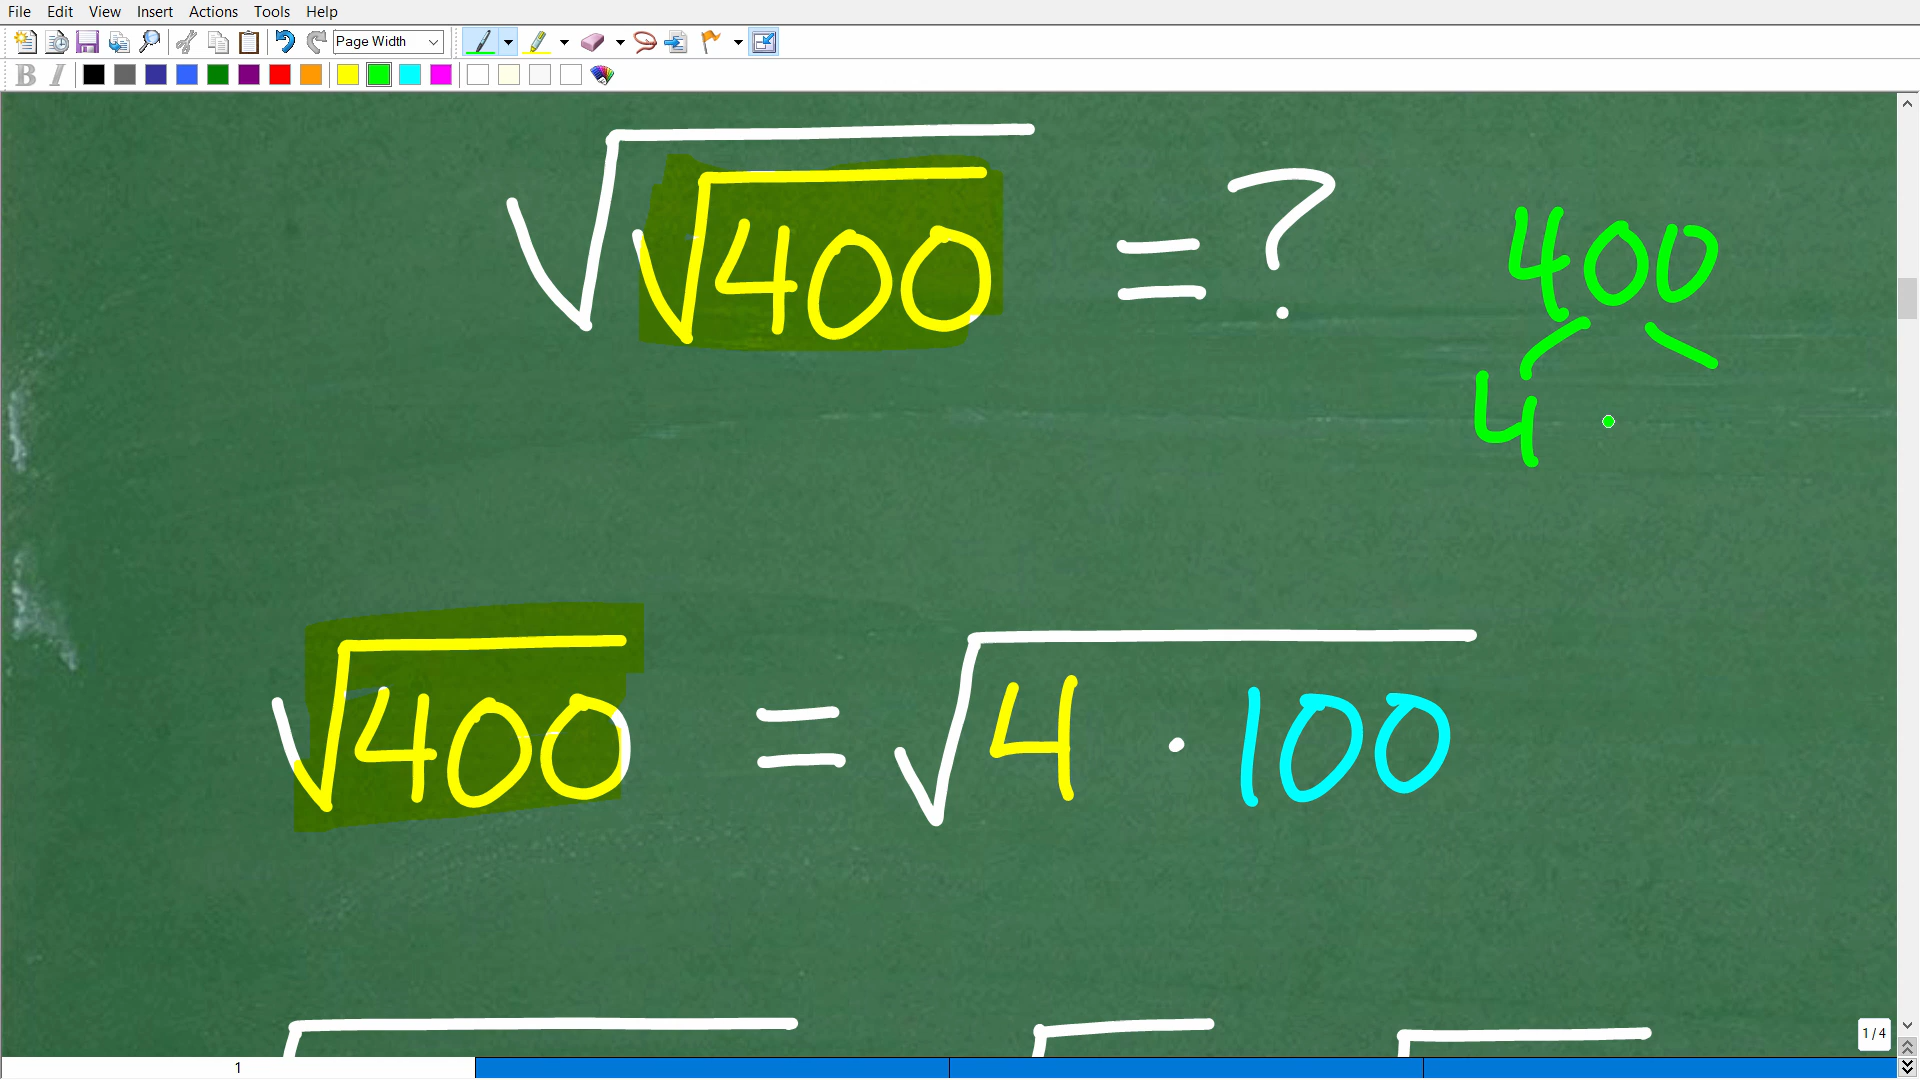 File Edit View Insert Actions Tools Help
Page Width
B I
√√400 = ?
400
4 ·
√400 = √4 · 100
1 / 4
1